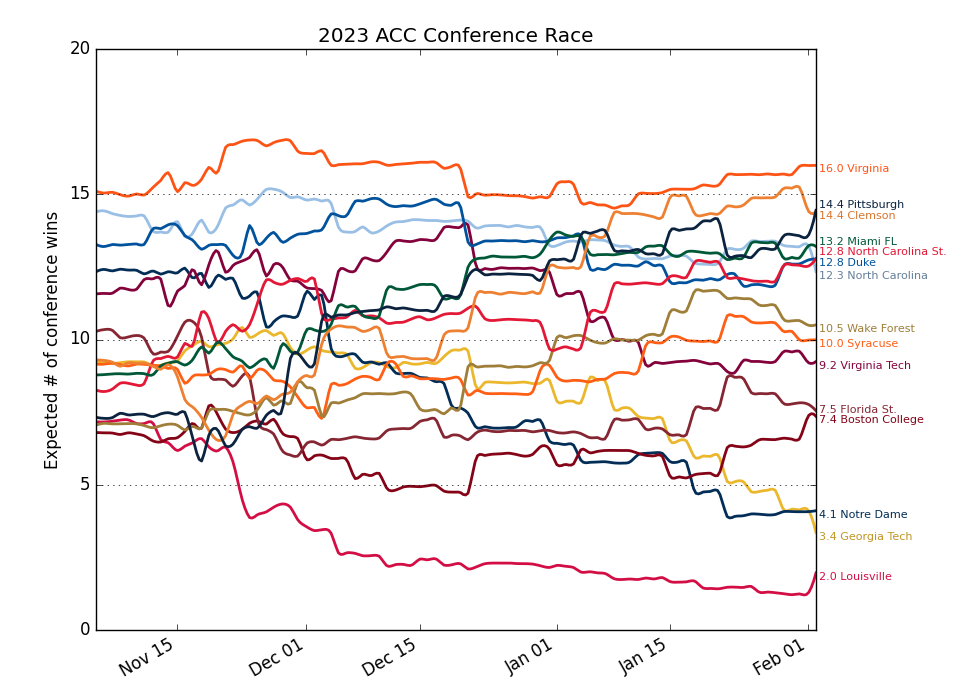 2023 ACC Conference Race
Expected # of conference wins
20
15
10
5
0
Nov 15
Dec 01
Dec 15
Jan 01
Jan 15
Feb 01
16.0 Virginia
14.4 Pittsburgh
14.4 Clemson
13.2 Miami FL
12.8 North Carolina St.
12.8 Duke
12.3 North Carolina
10.5 Wake Forest
10.0 Syracuse
9.2 Virginia Tech
7.5 Florida St.
7.4 Boston College
4.1 Notre Dame
3.4 Georgia Tech
2.0 Louisville